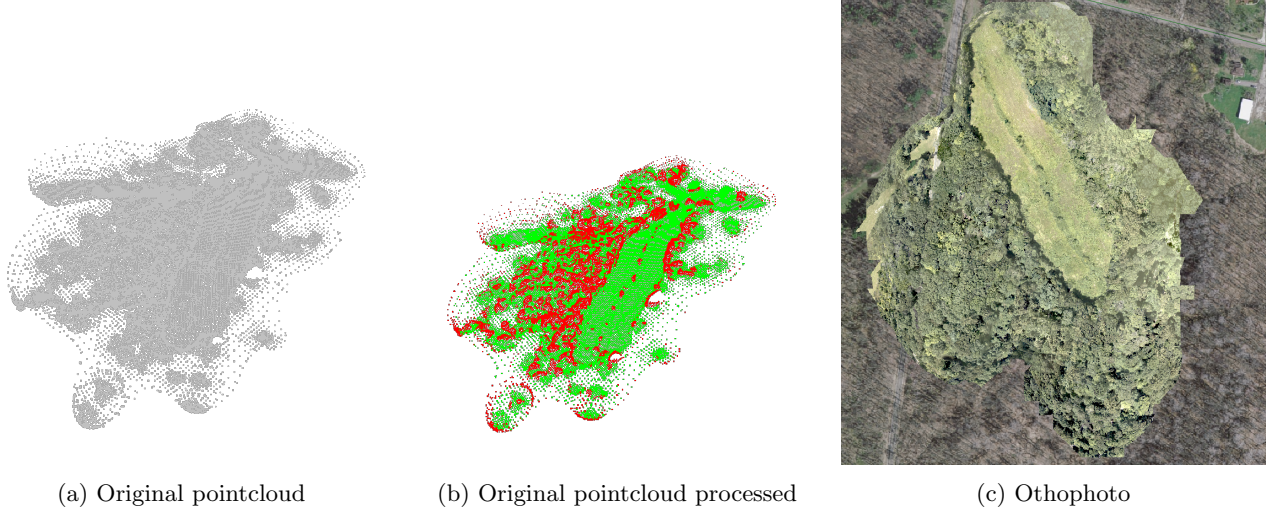 (a) Original pointcloud
(b) Original pointcloud processed
(c) Othophoto